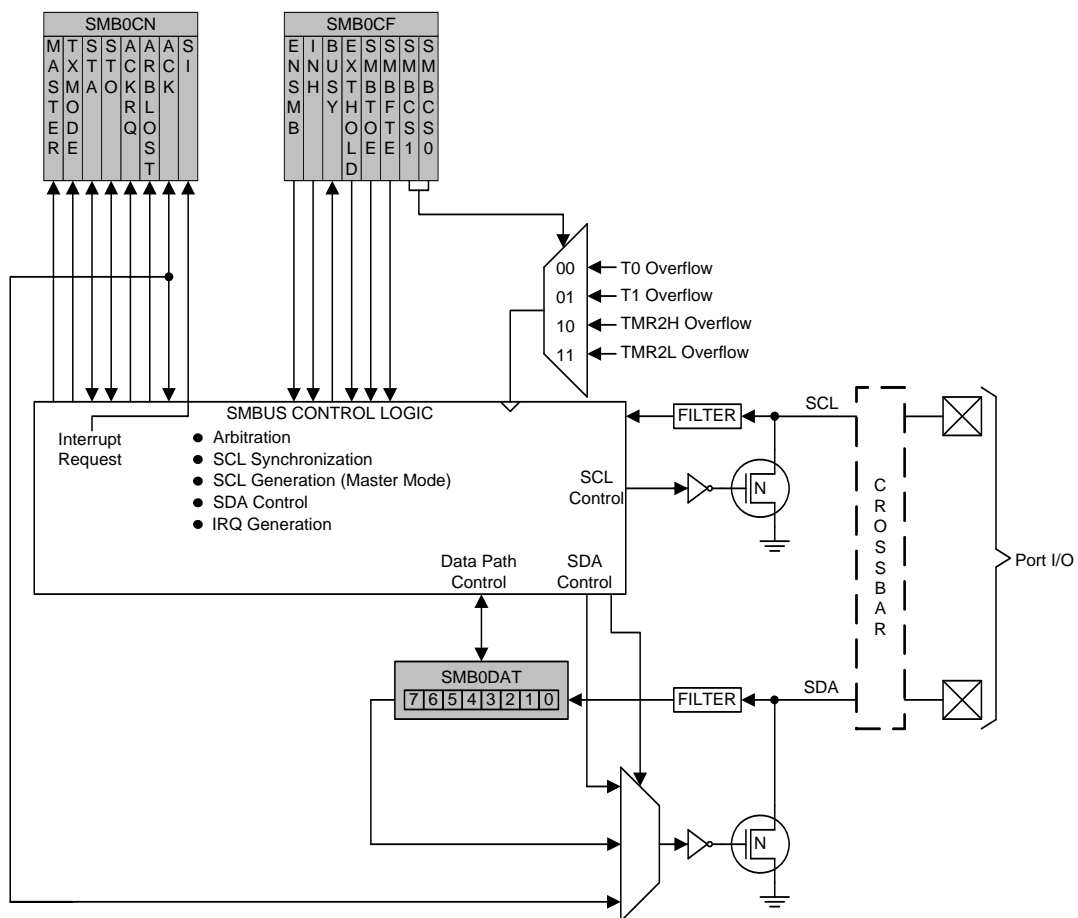 SMB0CN
MASTER
TXMODE
STA
STO
ACKRQ
ARBLOST
ACK
SI
SMB0CF
ENSMB
INH
BUSY
EXTHOLD
SMBTOE
SMBFTE
SMBCS1
SMBCS0
00
T0 Overflow
01
T1 Overflow
10
TMR2H Overflow
11
TMR2L Overflow
SMBUS CONTROL LOGIC
Interrupt
Request
● Arbitration
● SCL Synchronization
● SCL Generation (Master Mode)
● SDA Control
● IRQ Generation
SCL
Control
Data Path
Control
SDA
Control
FILTER
SCL
N
CROSSBAR
Port I/O
SMB0DAT
7 6 5 4 3 2 1 0
FILTER
SDA
N